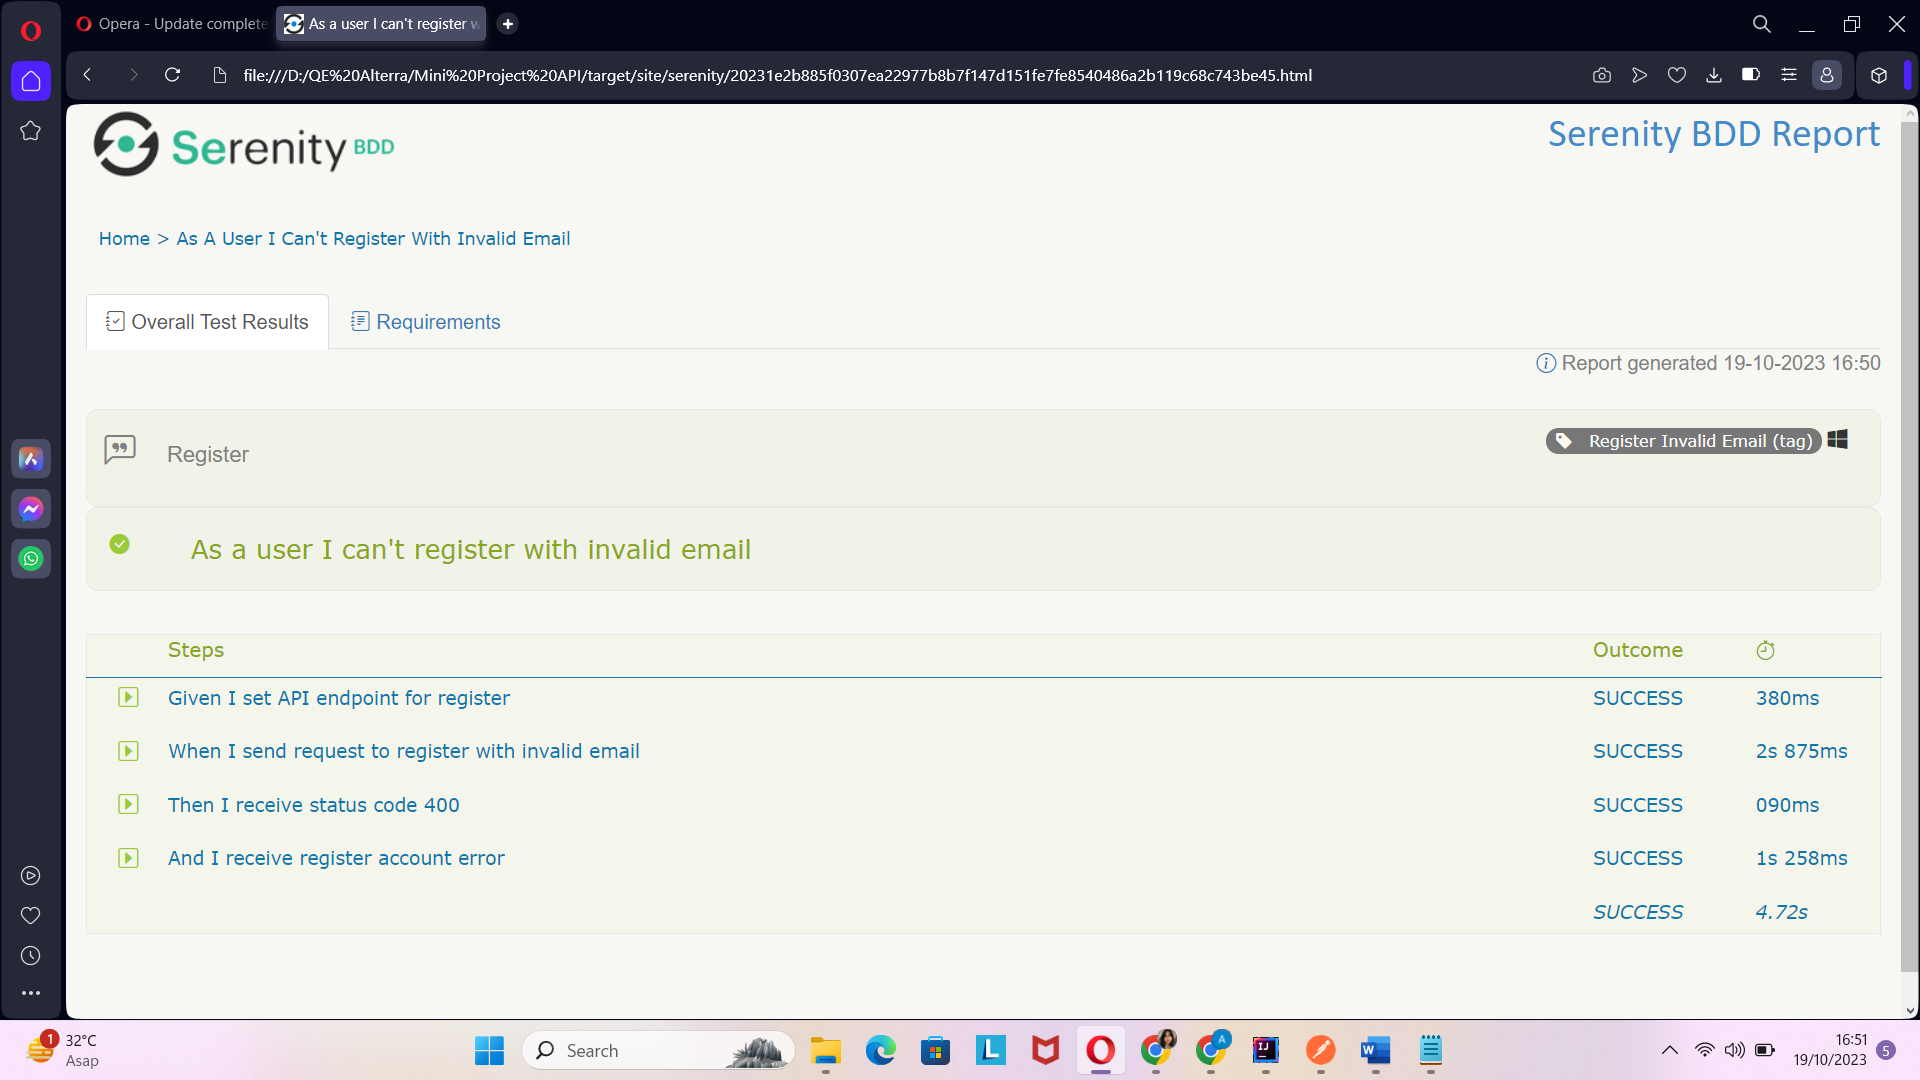 Opera - Update complete
As a user I can't register w
file:///D:/QE%20Alterra/Mini%20Project%20API/target/site/serenity/20231e2b885f0307ea22977b8b7f147d151fe7fe8540486a2b119c68c743be45.html
Serenity BDD
Serenity BDD Report
Home > As A User I Can't Register With Invalid Email
Overall Test Results
Requirements
Report generated 19-10-2023 16:50
Register
Register Invalid Email (tag)
As a user I can't register with invalid email
Steps Outcome
Given I set API endpoint for register SUCCESS 380ms
When I send request to register with invalid email SUCCESS 2s 875ms
Then I receive status code 400 SUCCESS 090ms
And I receive register account error SUCCESS 1s 258ms
SUCCESS 4.72s
1
32°C
Asap
Search
L
A
IJ
W
16:51
19/10/2023
5